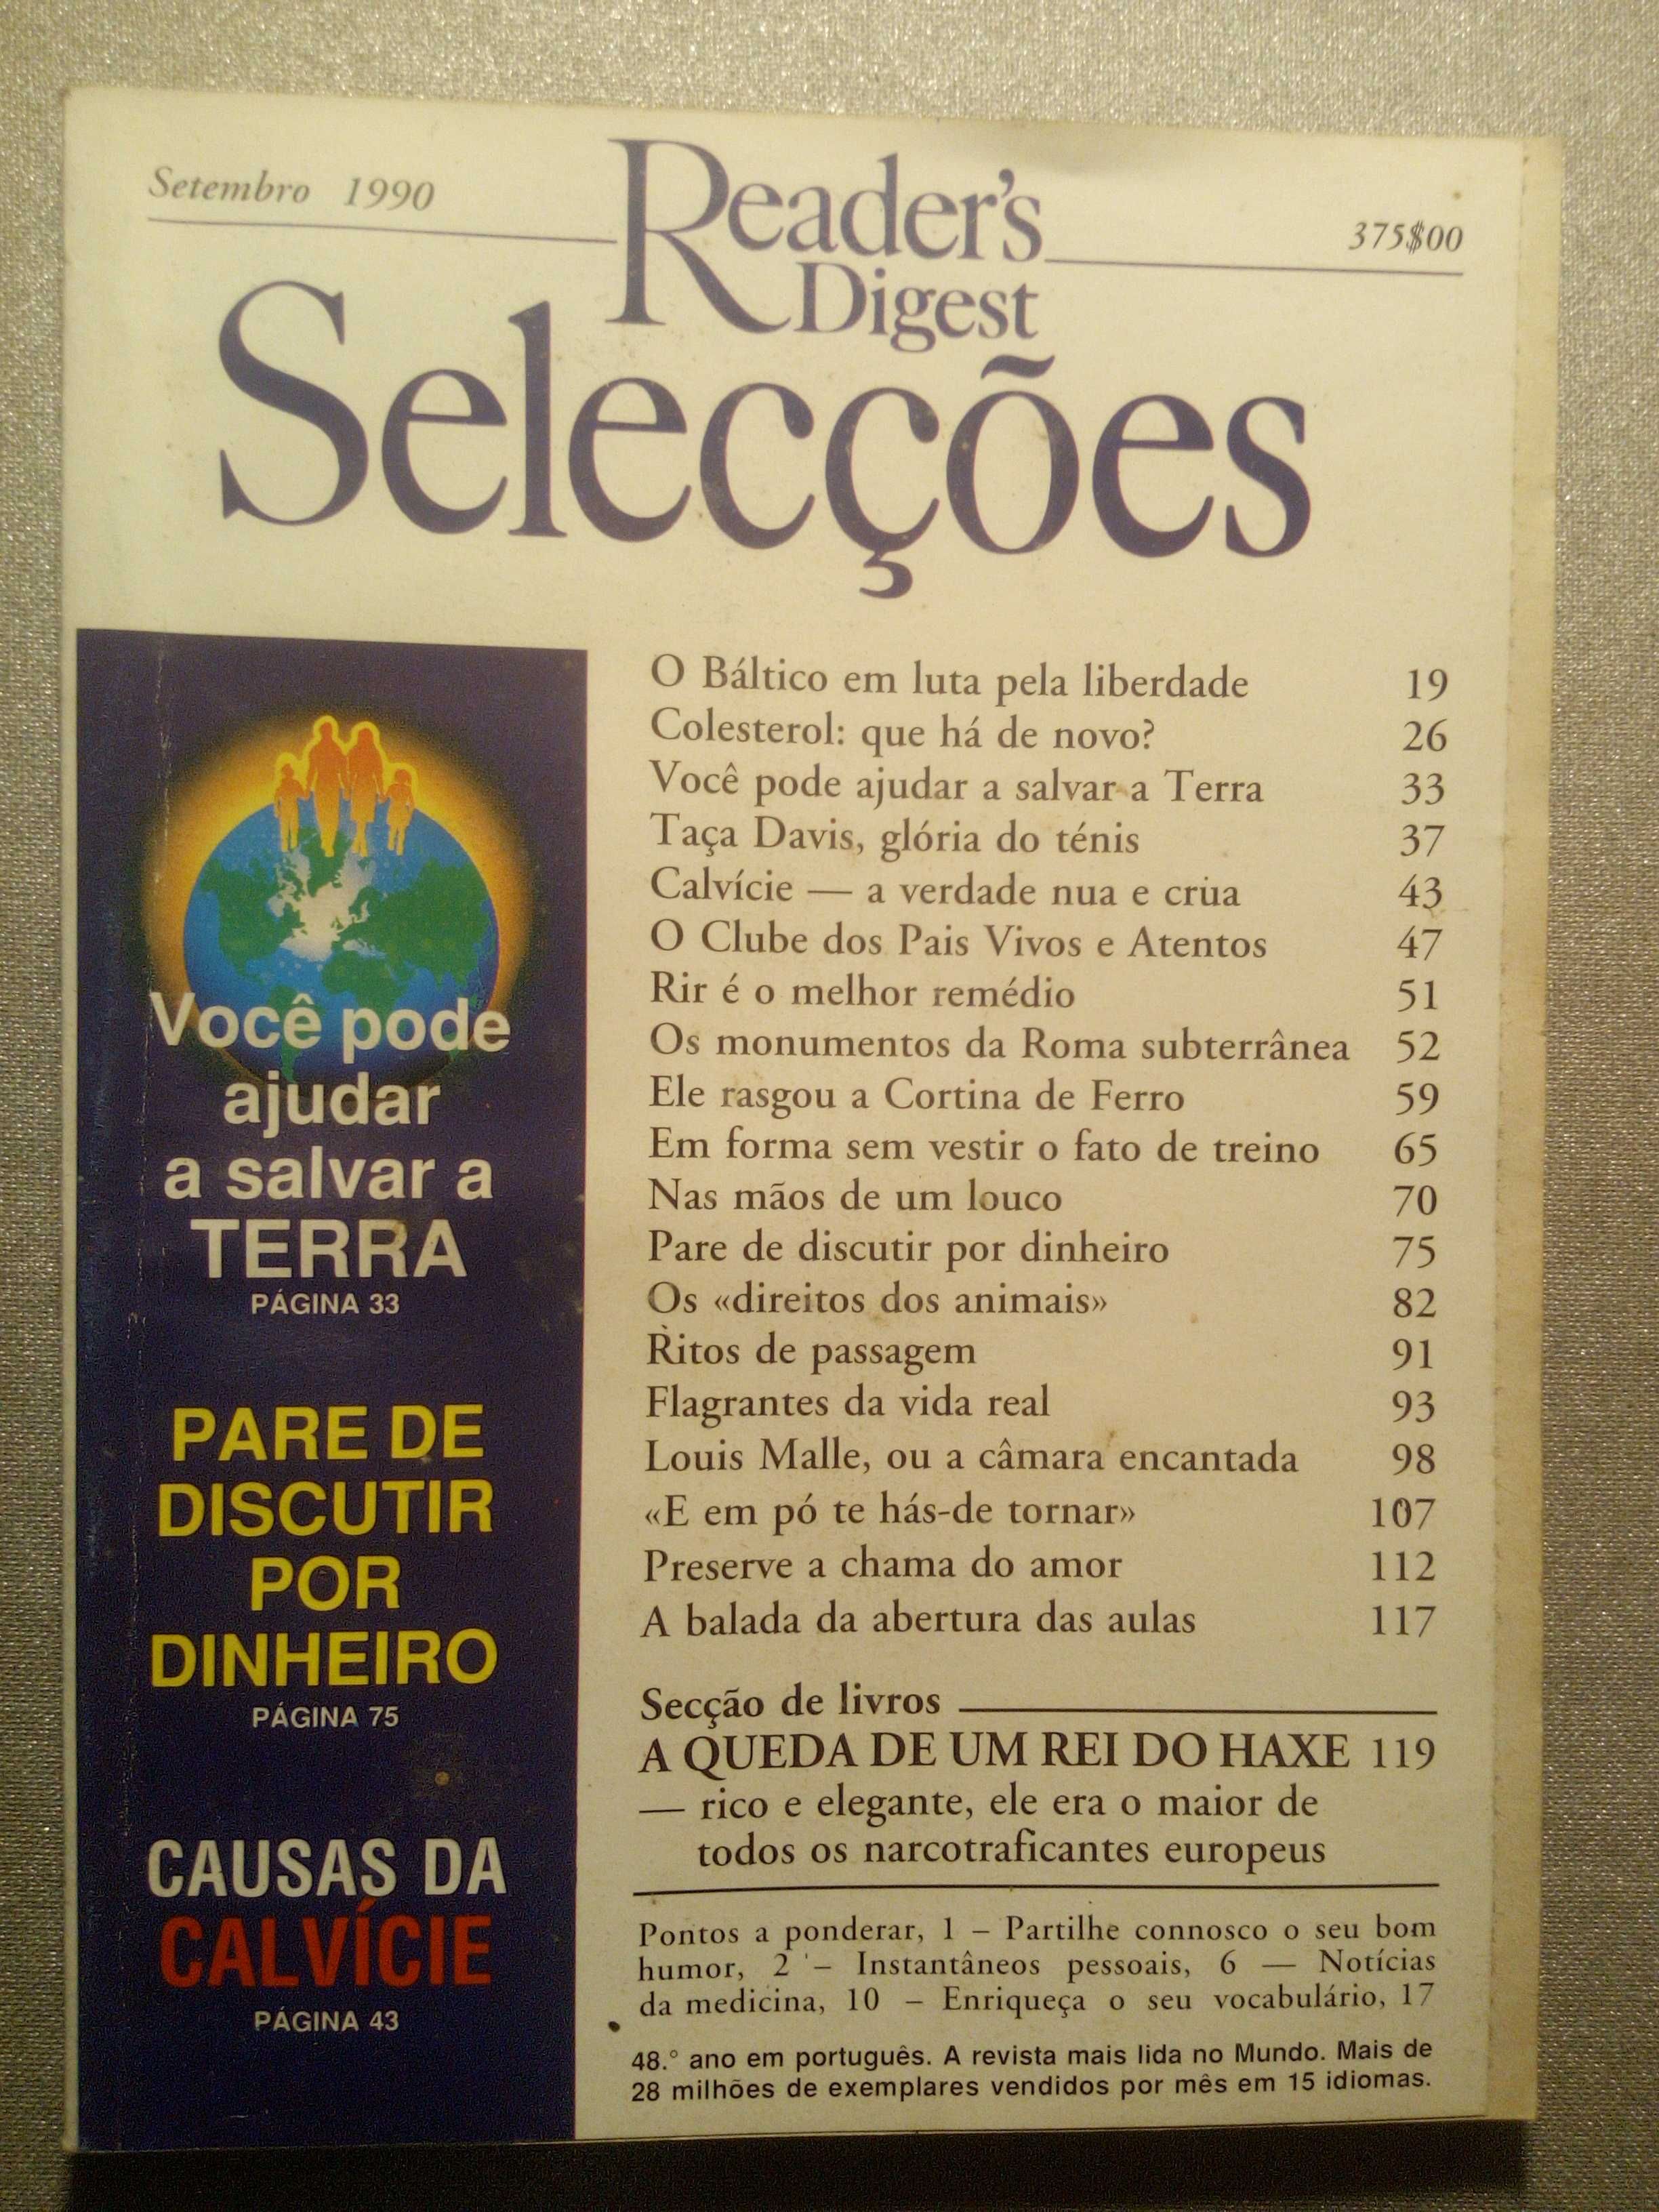 Setembro 1990
Reader's
375$00
Digest
Selecções
Você pode
ajudar
a salvar a
TERRA
PÁGINA 33
PARE DE
DISCUTIR
POR
DINHEIRO
PÁGINA 75
CAUSAS DA
CALVÍCIE
PÁGINA 43
O Báltico em luta pela liberdade 19
Colesterol: que há de novo? 26
Você pode ajudar a salvar a Terra 33
Taça Davis, glória do ténis 37
Calvície — a verdade nua e crua 43
O Clube dos Pais Vivos e Atentos 47
Rir é o melhor remédio 51
Os monumentos da Roma subterrânea 52
Ele rasgou a Cortina de Ferro 59
Em forma sem vestir o fato de treino 65
Nas mãos de um louco 70
Pare de discutir por dinheiro 75
Os «direitos dos animais» 82
Ritos de passagem 91
Flagrantes da vida real 93
Louis Malle, ou a câmara encantada 98
«E em pó te hás-de tornar» 107
Preserve a chama do amor 112
A balada da abertura das aulas 117
Secção de livros
A QUEDA DE UM REI DO HAXE 119
— rico e elegante, ele era o maior de
todos os narcotraficantes europeus
Pontos a ponderar, 1 – Partilhe connosco o seu bom
humor, 2 – Instantâneos pessoais, 6 — Notícias
da medicina, 10 – Enriqueça o seu vocabulário, 17
48.° ano em português. A revista mais lida no Mundo. Mais de
28 milhões de exemplares vendidos por mês em 15 idiomas.